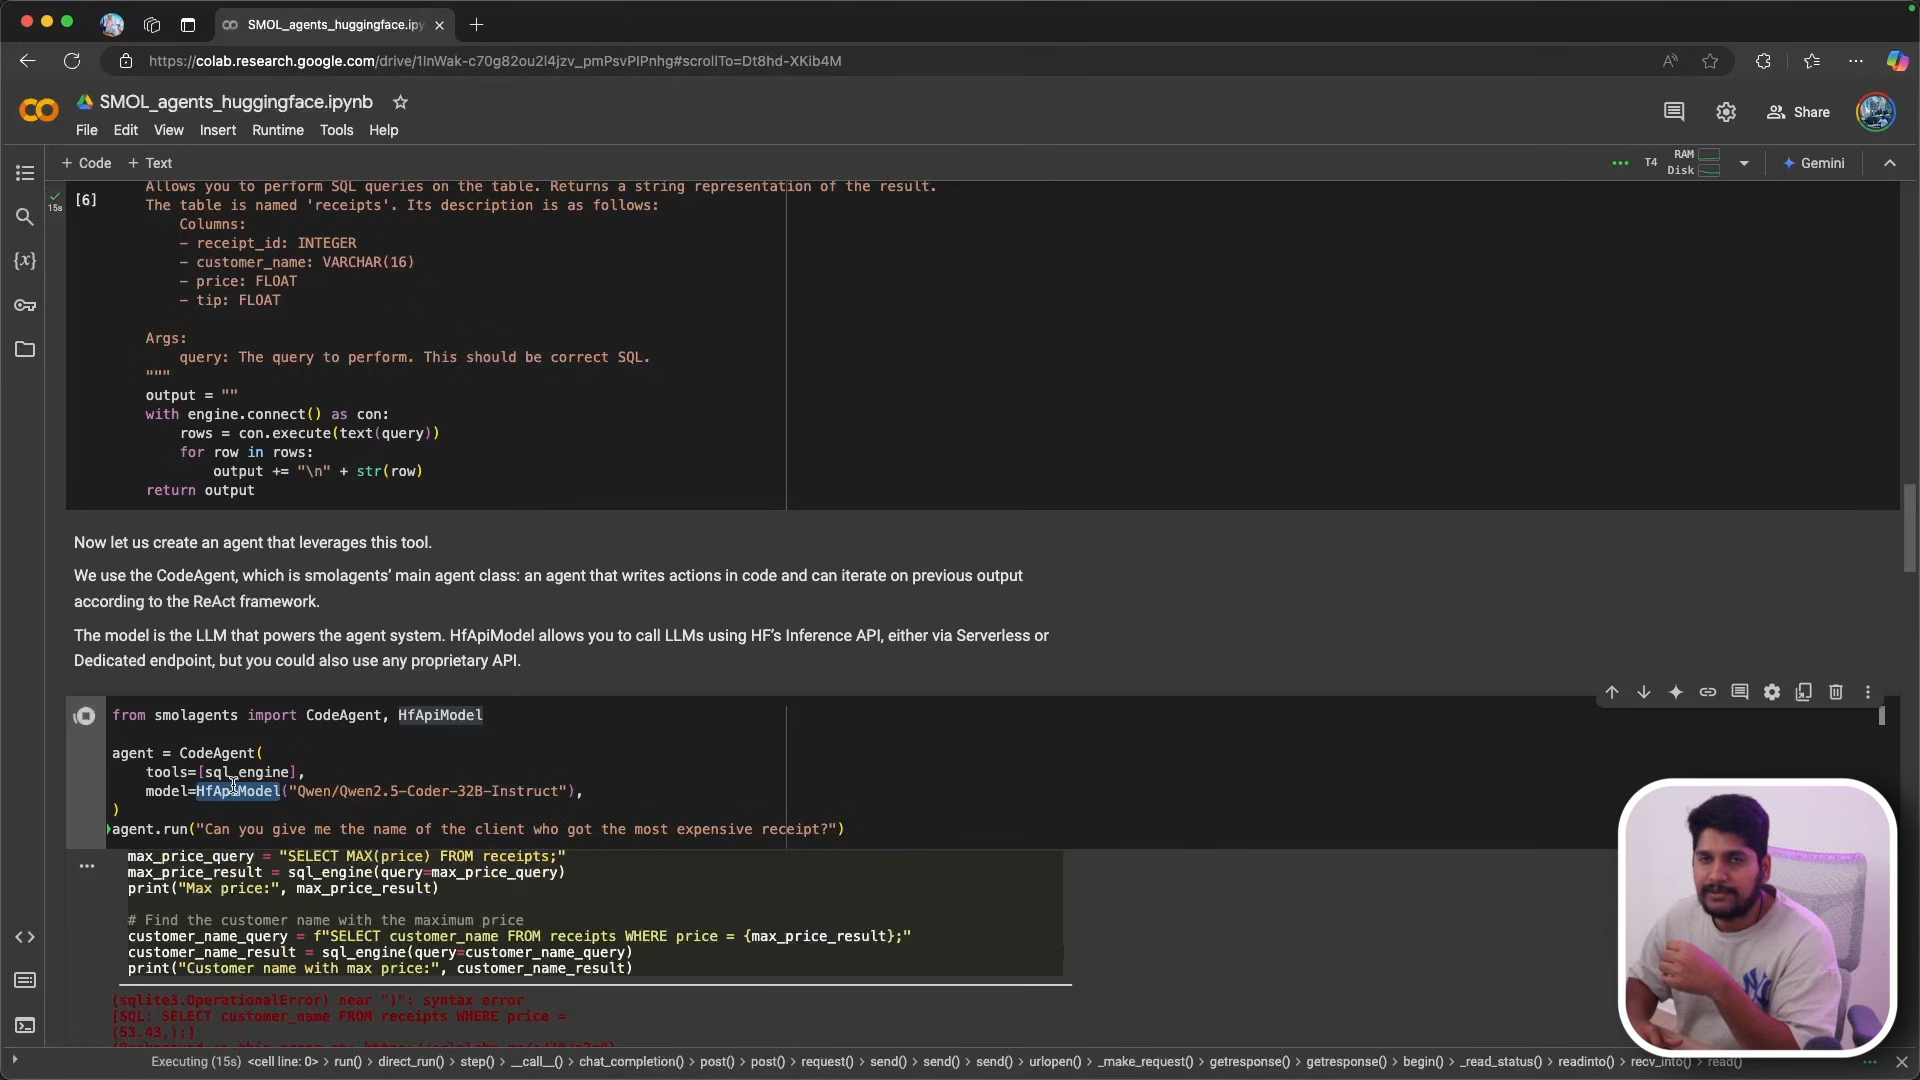 SMOL_agents_huggingface.ipy
https://colab.research.google.com/drive/1lnWak-c70g82ou2l4jzv_pmPsvPlPnhg#scrollTo=Dt8hd-XKib4M
SMOL_agents_huggingface.ipynb
Share
File Edit View Insert Runtime Tools Help
+ Code + Text
T4
RAM
Disk
Gemini
15s
[6]
Allows you to perform SQL queries on the table. Returns a string representation of the result.
The table is named 'receipts'. Its description is as follows:
Columns:
- receipt_id: INTEGER
- customer_name: VARCHAR(16)
- price: FLOAT
- tip: FLOAT
Args:
query: The query to perform. This should be correct SQL.
"""
output = ""
with engine.connect() as con:
rows = con.execute(text(query))
for row in rows:
output += "\n" + str(row)
return output
Now let us create an agent that leverages this tool.
We use the CodeAgent, which is smolagents’ main agent class: an agent that writes actions in code and can iterate on previous output
according to the ReAct framework.
The model is the LLM that powers the agent system. HfApiModel allows you to call LLMs using HF’s Inference API, either via Serverless or
Dedicated endpoint, but you could also use any proprietary API.
from smolagents import CodeAgent, HfApiModel
agent = CodeAgent(
tools=[sql_engine],
model=HfApiModel("Qwen/Qwen2.5-Coder-32B-Instruct"),
)
agent.run("Can you give me the name of the client who got the most expensive receipt?")
max_price_query = "SELECT MAX(price) FROM receipts;"
max_price_result = sql_engine(query=max_price_query)
print("Max price:", max_price_result)
# Find the customer name with the maximum price
customer_name_query = f"SELECT customer_name FROM receipts WHERE price = {max_price_result};"
customer_name_result = sql_engine(query=customer_name_query)
print("Customer name with max price:", customer_name_result)
(sqlite3.OperationalError) near ")": syntax error
[SQL: SELECT customer_name FROM receipts WHERE price =
(53.43,);]
Executing (15s) <cell line: 0> > run() > direct_run() > step() > __call__() > chat_completion() > post() > post() > request() > send() > send() > send() > urlopen() > _make_request() > getresponse() > getresponse() > begin() > _read_status() > readinto() > recv_into() > read()